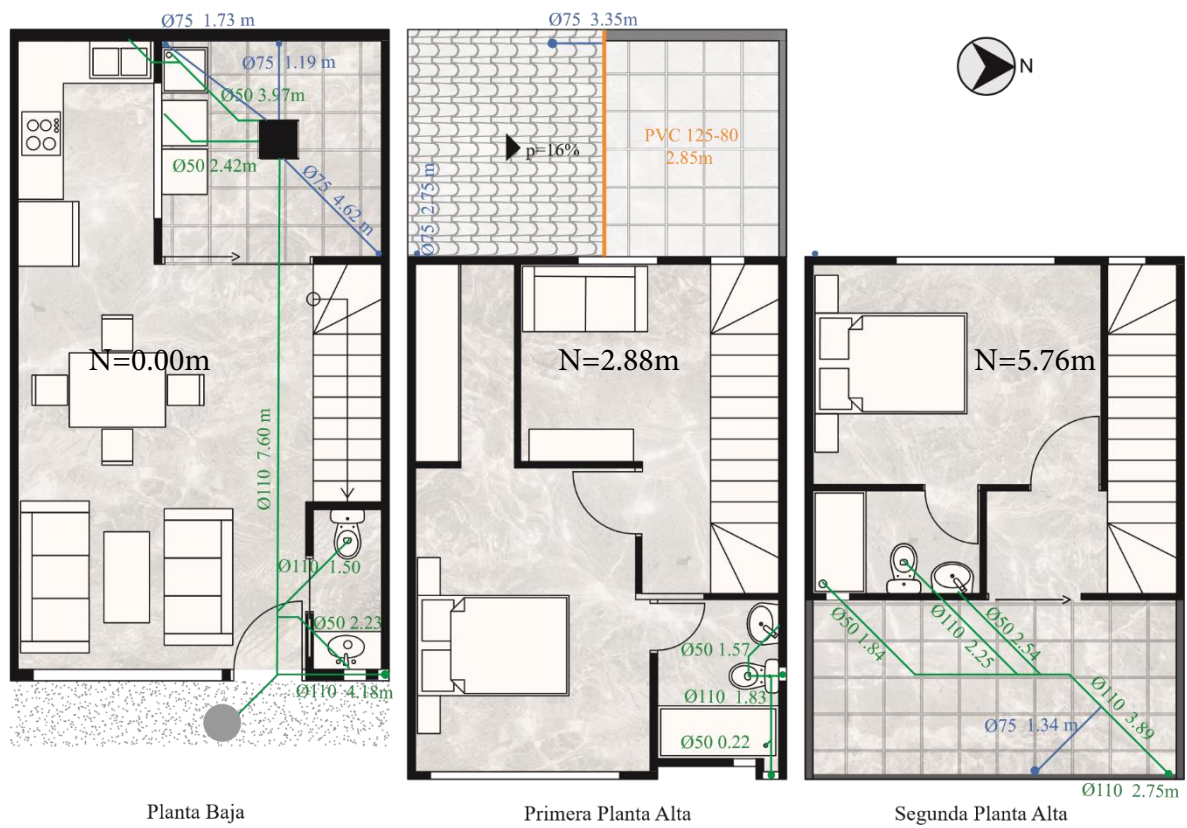 Ø75 1.73 m
Ø75 1.19 m
Ø50 3.97m
Ø50 2.42m
Ø75 4.62 m
N=0.00m
Ø110 7.60 m
Ø110 1.50
Ø50 2.23
Ø110 4.18m
Planta Baja
Ø75 3.35m
PVC 125-80
2.85m
p=16%
Ø75 2.75 m
N=2.88m
Ø50 1.57
Ø110 1.83
Ø50 0.22
Primera Planta Alta
N
N=5.76m
Ø50 1.84
Ø110 2.25
Ø50 2.54
Ø110 3.89
Ø75 1.34 m
Ø110 2.75m
Segunda Planta Alta